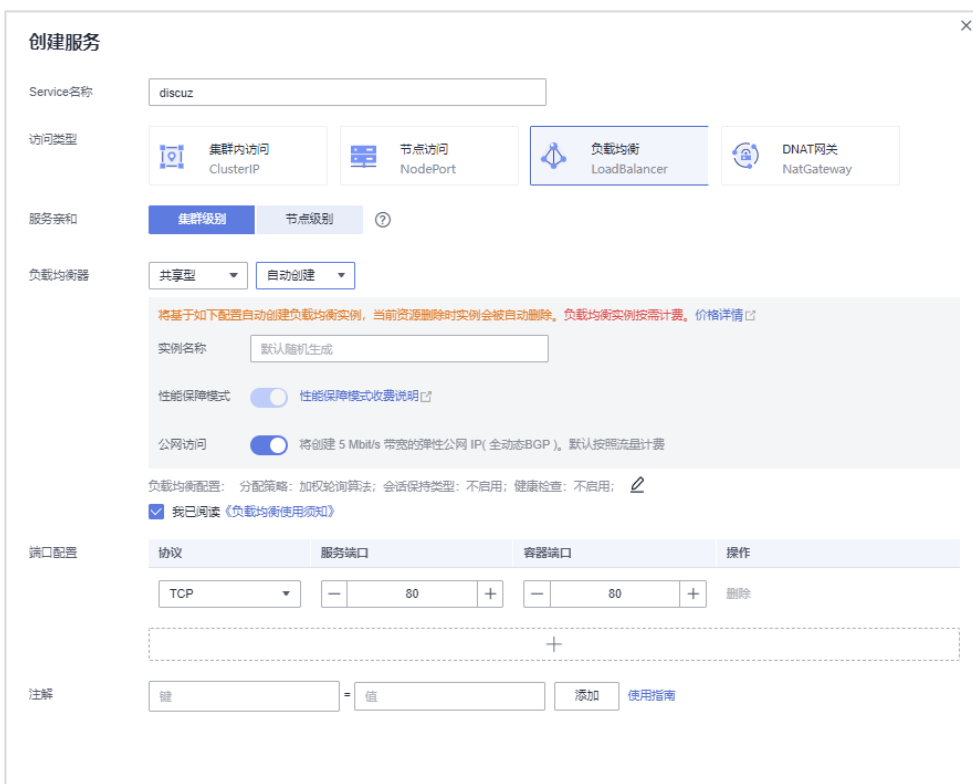 创建服务
Service名称 discuz
访问类型 集群内访问 节点访问 负载均衡 DNAT网关
ClusterIP NodePort LoadBalancer NatGateway
服务亲和 集群级别 节点级别 ?
负载均衡器 共享型 自动创建
将基于如下配置自动创建负载均衡实例，当前资源删除时实例会被自动删除。负载均衡实例按需计费。价格详情
实例名称 默认随机生成
性能保障模式 性能保障模式收费说明
公网访问 将创建 5 Mbit/s 带宽的弹性公网 IP( 全动态BGP )。默认按照流量计费
负载均衡配置： 分配策略：加权轮询算法；会话保持类型：不启用；健康检查：不启用；
我已阅读《负载均衡使用须知》
端口配置 协议 服务端口 容器端口 操作
TCP — 80 + — 80 + 删除
+
注解 键 = 值 添加 使用指南